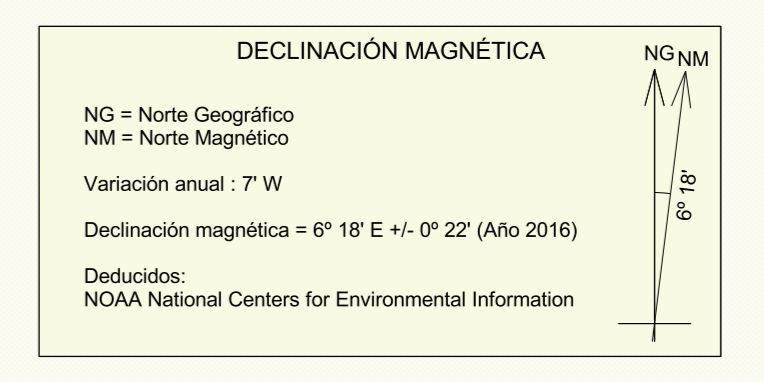 DECLINACIÓN MAGNÉTICA
NG NM
NG = Norte Geográfico
NM = Norte Magnético
Variación anual : 7' W
Declinación magnética = 6º 18' E +/- 0º 22' (Año 2016)
6º 18'
Deducidos:
NOAA National Centers for Environmental Information